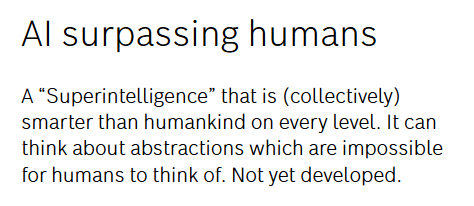 AI surpassing humans
A “Superintelligence” that is (collectively)
smarter than humankind on every level. It can
think about abstractions which are impossible
for humans to think of. Not yet developed.